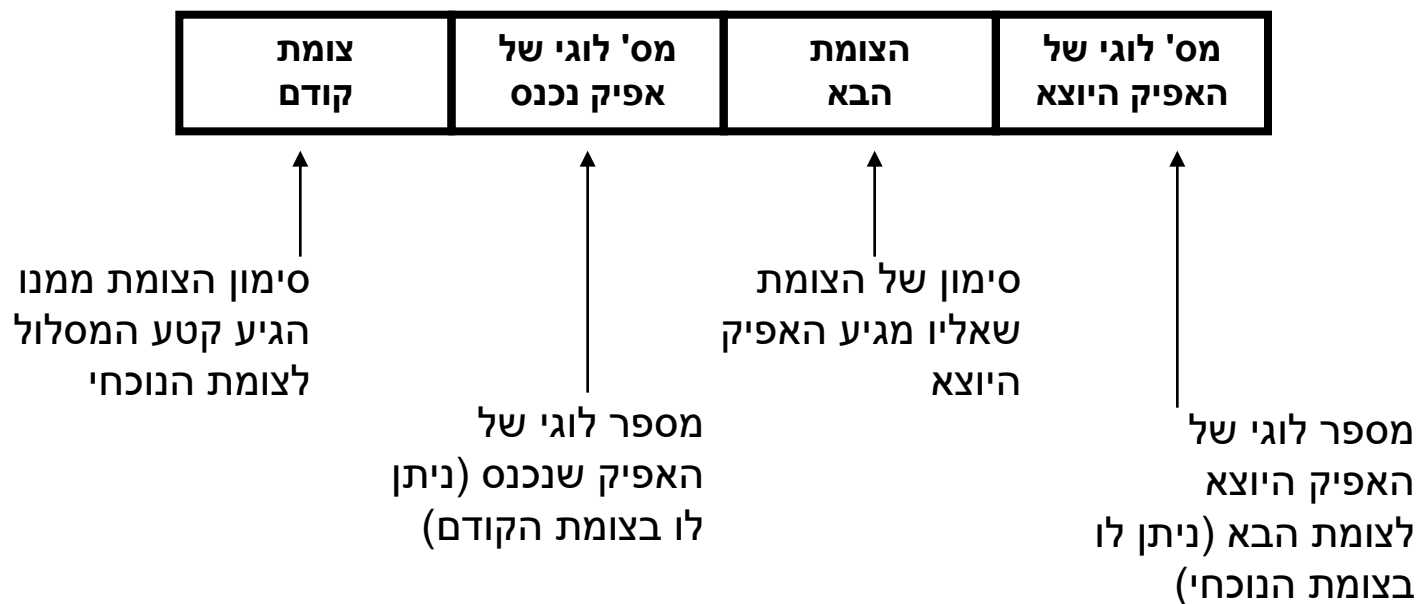 צומת
קודם
מס' לוגי של
אפיק נכנס
הצומת
הבא
מס' לוגי של
האפיק היוצא
סימון הצומת ממנו
הגיע קטע המסלול
לצומת הנוכחי
מספר לוגי של
האפיק שנכנס (ניתן
לו בצומת הקודם)
סימון של הצומת
שאליו מגיע האפיק
היוצא
מספר לוגי של
האפיק היוצא
לצומת הבא (ניתן לו
בצומת הנוכחי)